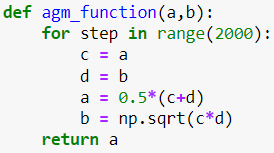 def agm_function(a,b):
    for step in range(2000):
        c = a
        d = b
        a = 0.5*(c+d)
        b = np.sqrt(c*d)
    return a